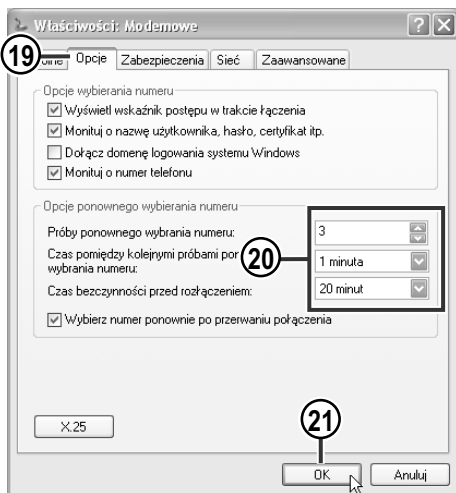 Właściwości: Modemowe
19
Opcje Zabezpieczenia Sieć Zaawansowane
Opcje wybierania numeru
Wyświetl wskaźnik postępu w trakcie łączenia
Monituj o nazwę użytkownika, hasło, certyfikat itp.
Dołącz domenę logowania systemu Windows
Monituj o numer telefonu
Opcje ponownego wybierania numeru
Próby ponownego wybrania numeru: 3
Czas pomiędzy kolejnymi próbami por
wybrania numeru: 1 minuta
20
Czas bezczynności przed rozłączeniem: 20 minut
Wybierz numer ponownie po przerwaniu połączenia
X.25
21
OK Anuluj